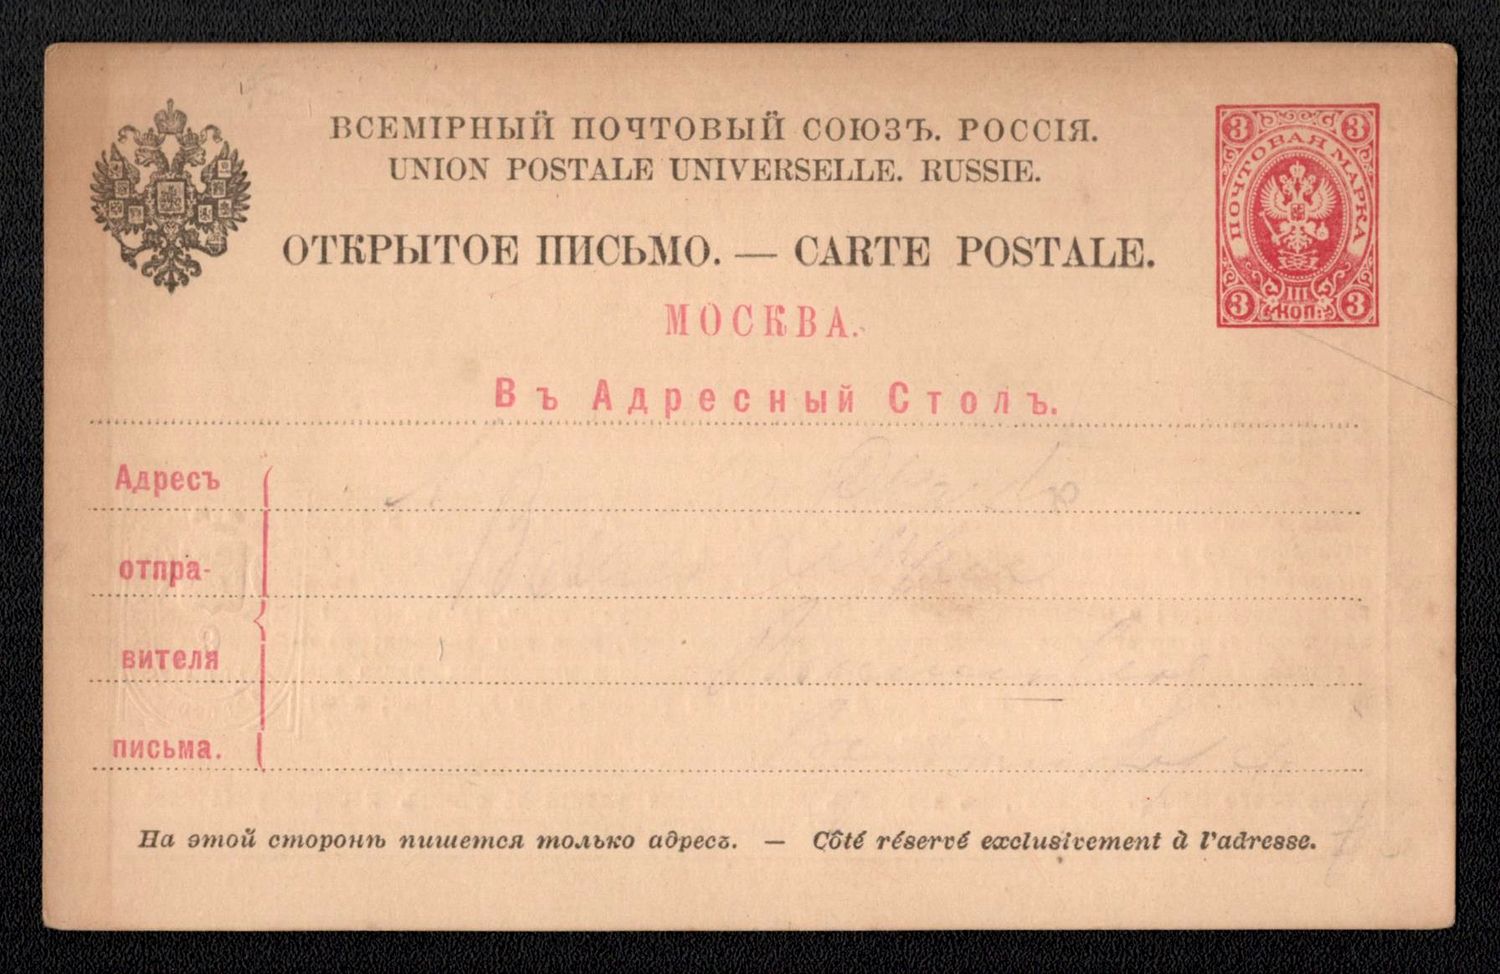 ВСЕМІРНЫЙ ПОЧТОВЫЙ СОЮЗЪ. РОССІЯ.
UNION POSTALE UNIVERSELLE. RUSSIE.
ОТКРЫТОЕ ПИСЬМО. — CARTE POSTALE.
3 3
ПОЧТОВАЯ МАРКА
III
3 КОП: 3
МОСКВА.
Въ Адресный Столъ.
Адресъ
отпра-
вителя
письма.
На этой сторонѣ пишется только адресъ. — Côté réservé exclusivement à l'adresse.